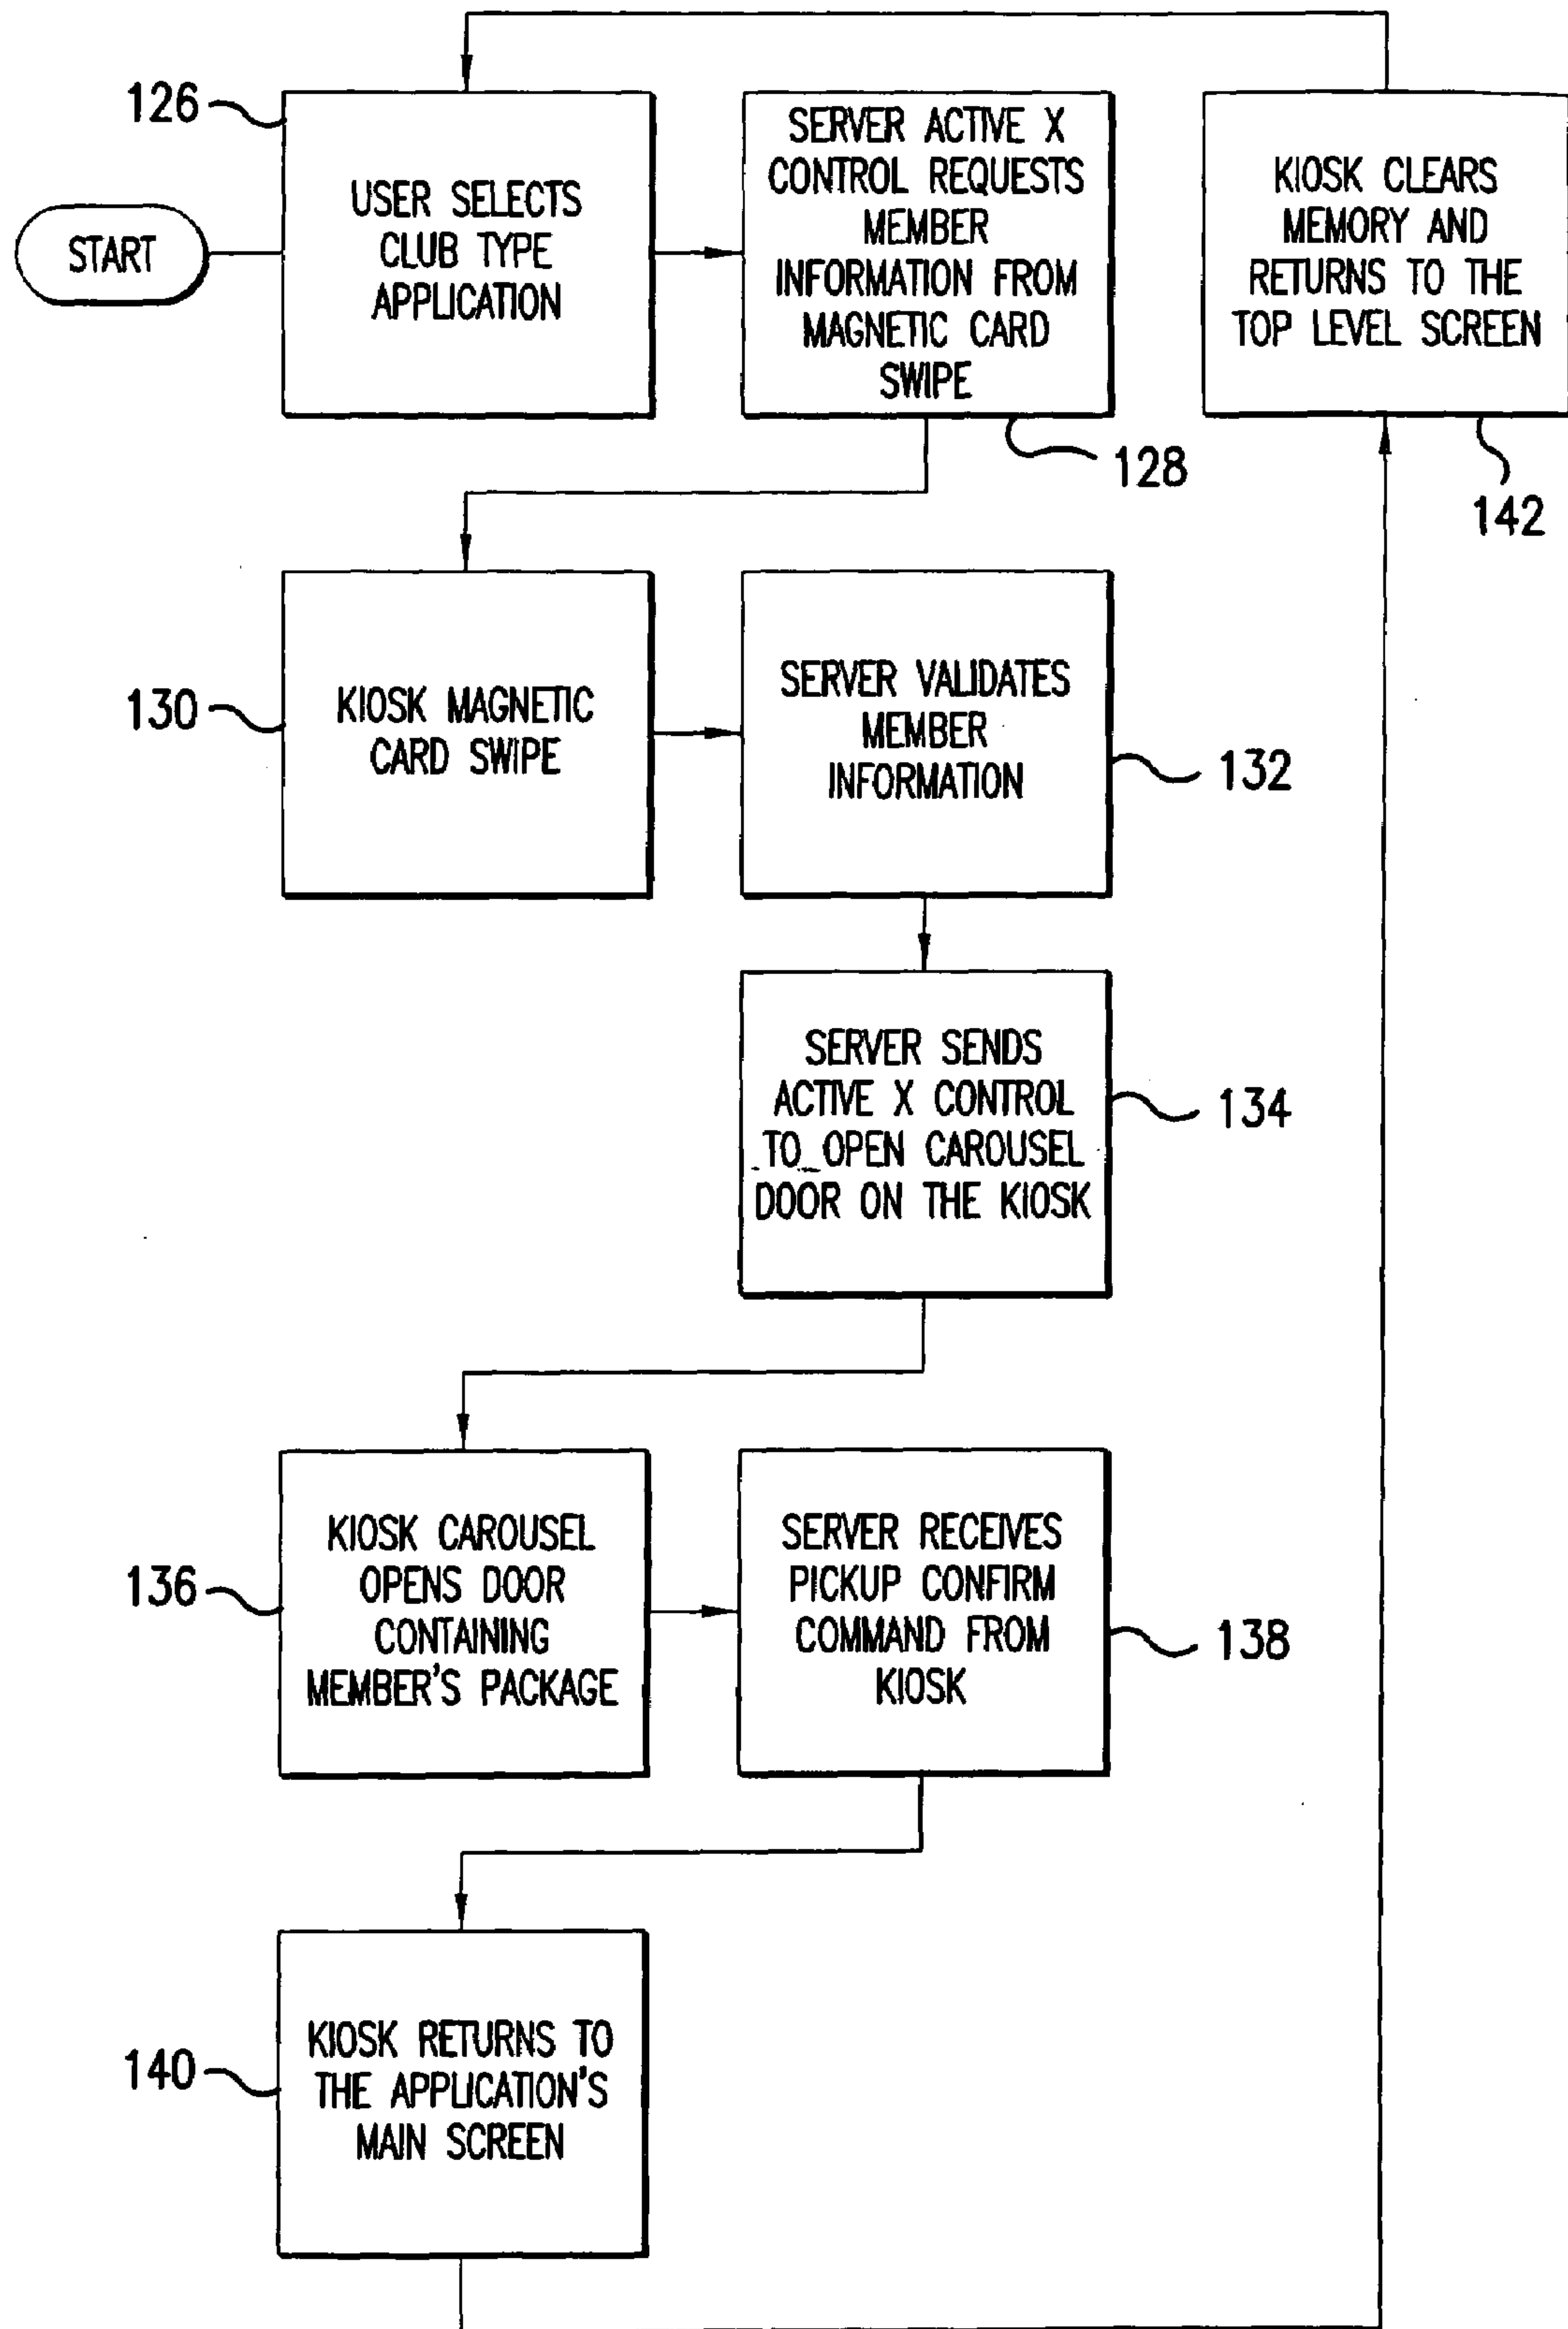 START
126
USER SELECTS
CLUB TYPE
APPLICATION
SERVER ACTIVE X
CONTROL REQUESTS
MEMBER
INFORMATION FROM
MAGNETIC CARD
SWIPE
128
KIOSK CLEARS
MEMORY AND
RETURNS TO THE
TOP LEVEL SCREEN
142
130
KIOSK MAGNETIC
CARD SWIPE
SERVER VALIDATES
MEMBER
INFORMATION
132
SERVER SENDS
ACTIVE X CONTROL
TO OPEN CAROUSEL
DOOR ON THE KIOSK
134
136
KIOSK CAROUSEL
OPENS DOOR
CONTAINING
MEMBER'S PACKAGE
SERVER RECEIVES
PICKUP CONFIRM
COMMAND FROM
KIOSK
138
140
KIOSK RETURNS TO
THE APPLICATION'S
MAIN SCREEN